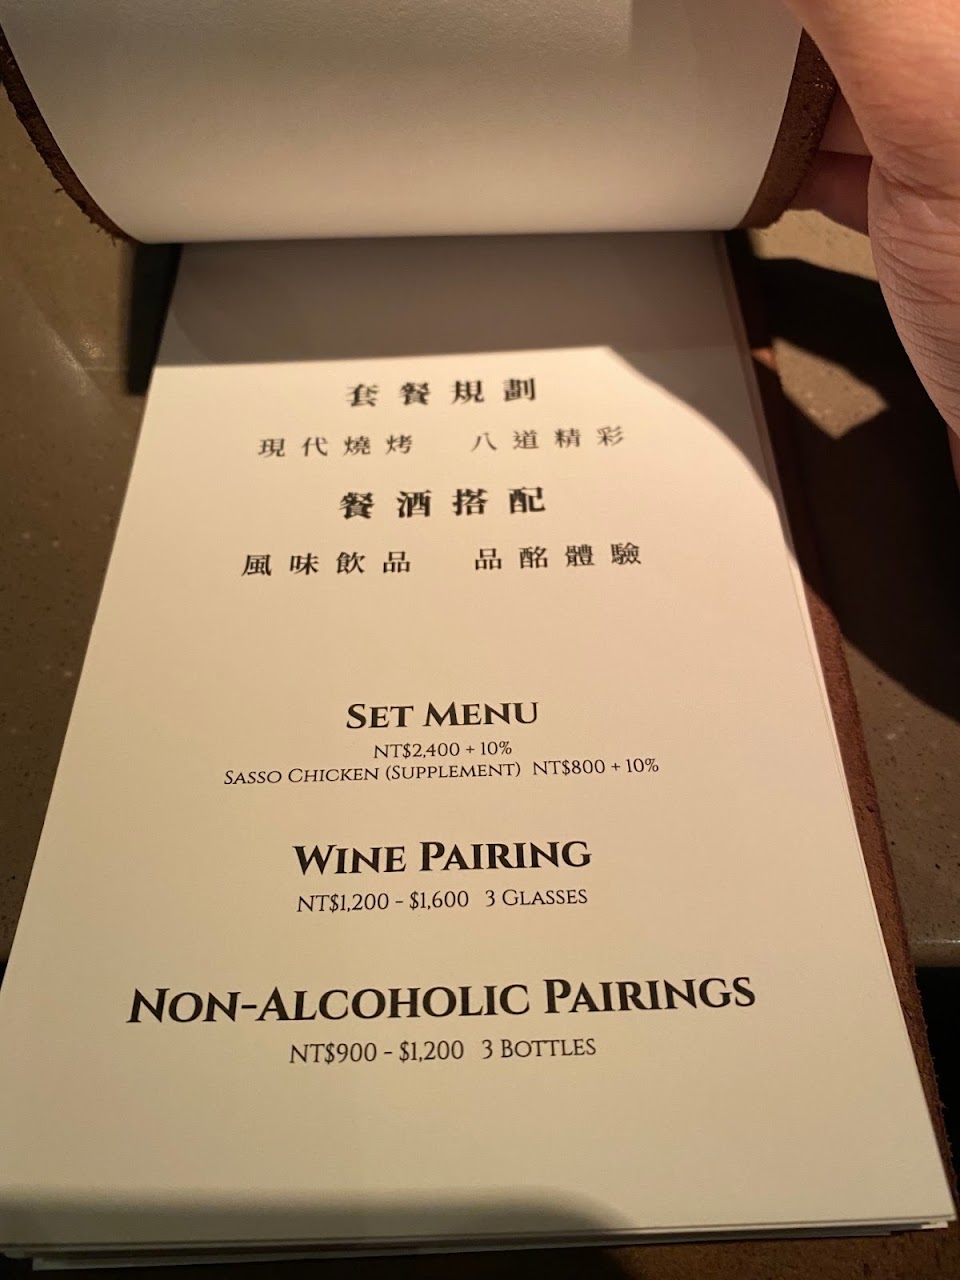 套餐規劃
現代燒烤 八道精彩
餐酒搭配
風味飲品 品酩體驗
SET MENU
NT$2,400 + 10%
SASSO CHICKEN (SUPPLEMENT) NT$800 + 10%
WINE PAIRING
NT$1,200 - $1,600 3 GLASSES
NON-ALCOHOLIC PAIRINGS
NT$900 - $1,200 3 BOTTLES